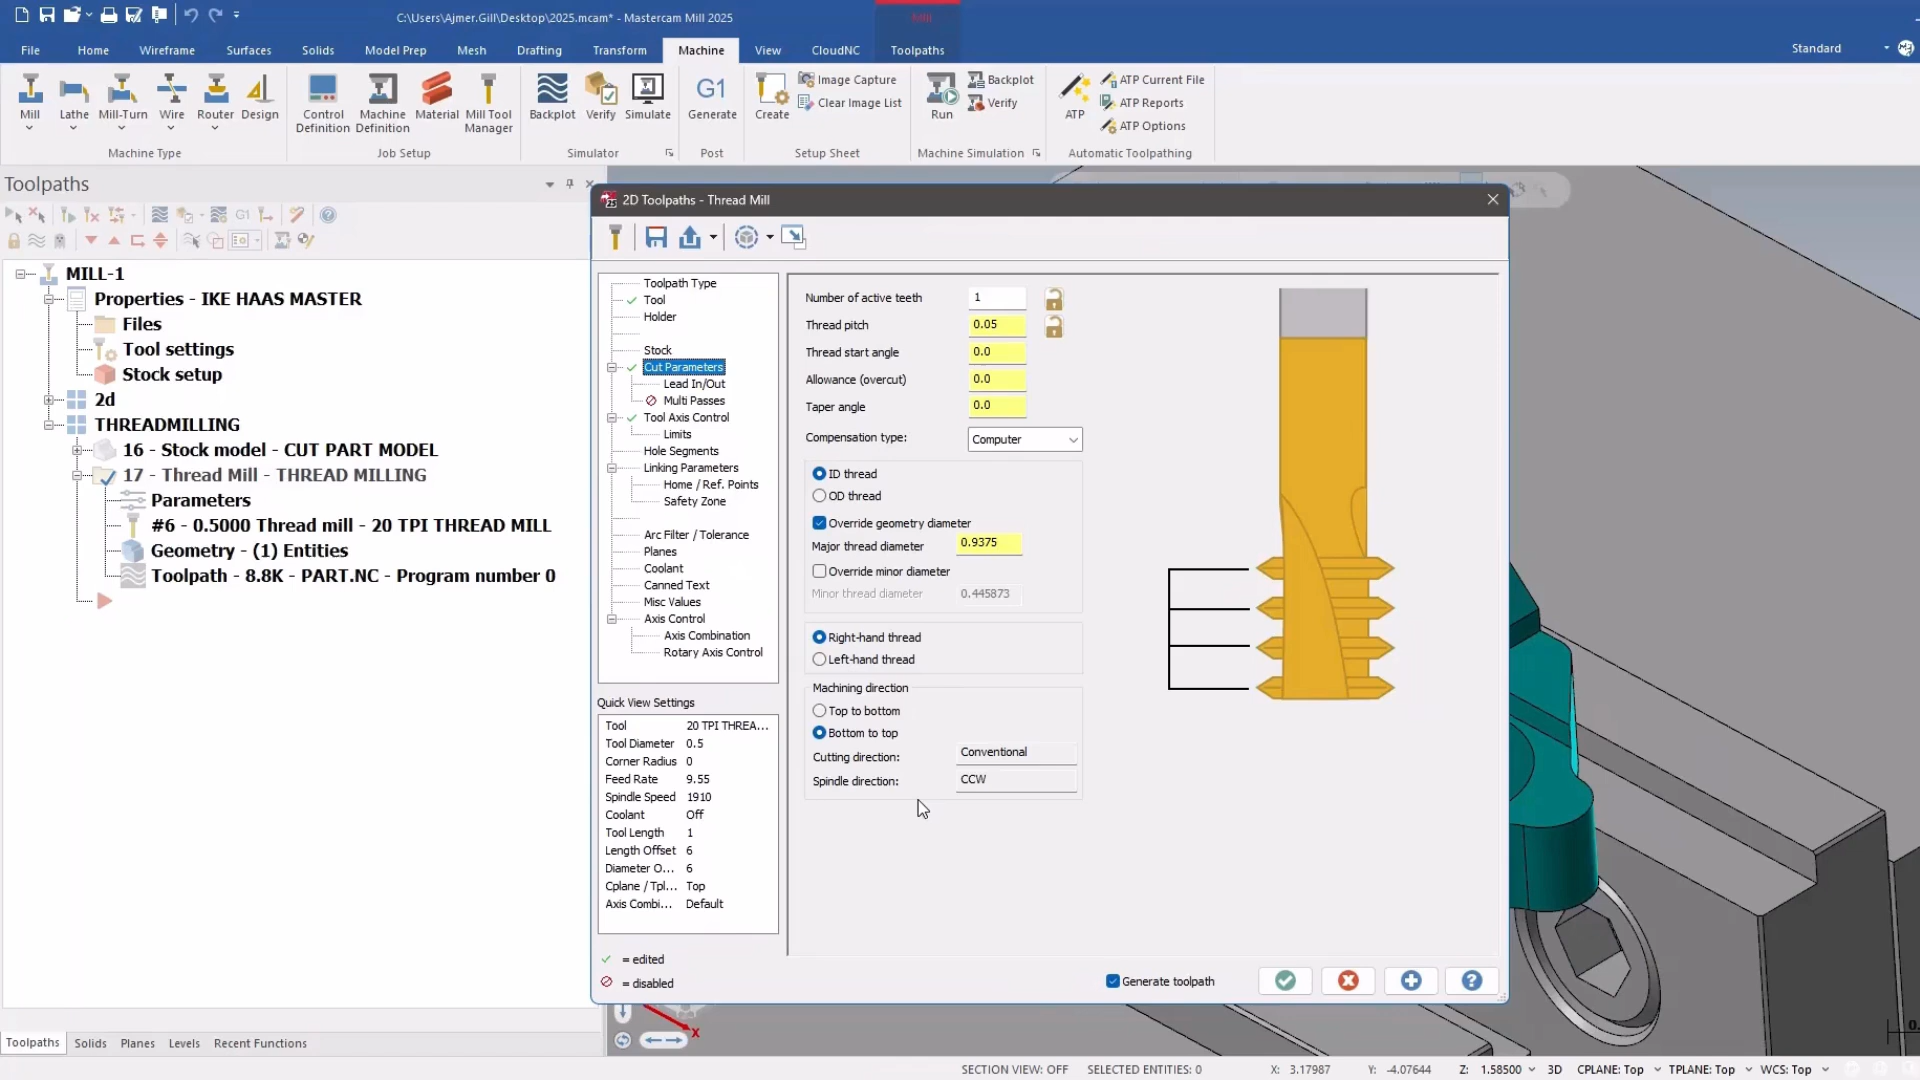 C:\Users\Ajmer.Gill\Desktop\2025.mcam* - Mastercam Mill 2025
Mill
File Home Wireframe Surfaces Solids Model Prep Mesh Drafting Transform Machine View CloudNC Toolpaths
Standard
Mill Lathe Mill-Turn Wire Router Design
Machine Type
Control Definition Machine Definition Material Mill Tool Manager
Job Setup
Backplot Verify Simulate
Simulator
G1
Generate
Post
Create
Image Capture
Clear Image List
Setup Sheet
Run
Backplot
Verify
Machine Simulation
ATP
ATP Current File
ATP Reports
ATP Options
Automatic Toolpathing
Toolpaths
G1
MILL-1
Properties - IKE HAAS MASTER
Files
Tool settings
Stock setup
2d
THREADMILLING
16 - Stock model - CUT PART MODEL
17 - Thread Mill - THREAD MILLING
Parameters
#6 - 0.5000 Thread mill - 20 TPI THREAD MILL
Geometry - (1) Entities
Toolpath - 8.8K - PART.NC - Program number 0
Toolpaths Solids Planes Levels Recent Functions
2D Toolpaths - Thread Mill
Toolpath Type
Tool
Holder
Stock
Cut Parameters
Lead In/Out
Multi Passes
Tool Axis Control
Limits
Hole Segments
Linking Parameters
Home / Ref. Points
Safety Zone
Arc Filter / Tolerance
Planes
Coolant
Canned Text
Misc Values
Axis Control
Axis Combination
Rotary Axis Control
Quick View Settings
Tool 20 TPI THREA...
Tool Diameter 0.5
Corner Radius 0
Feed Rate 9.55
Spindle Speed 1910
Coolant Off
Tool Length 1
Length Offset 6
Diameter O... 6
Cplane / Tpl... Top
Axis Combi... Default
= edited
= disabled
Number of active teeth 1
Thread pitch 0.05
Thread start angle 0.0
Allowance (overcut) 0.0
Taper angle 0.0
Compensation type: Computer
ID thread
OD thread
Override geometry diameter
Major thread diameter 0.9375
Override minor diameter
Minor thread diameter 0.445873
Right-hand thread
Left-hand thread
Machining direction
Top to bottom
Bottom to top
Cutting direction: Conventional
Spindle direction: CCW
Generate toolpath
X
0.
SECTION VIEW: OFF SELECTED ENTITIES: 0 X: 3.17987 Y: -4.07644 Z: 1.58500 3D CPLANE: Top TPLANE: Top WCS: Top